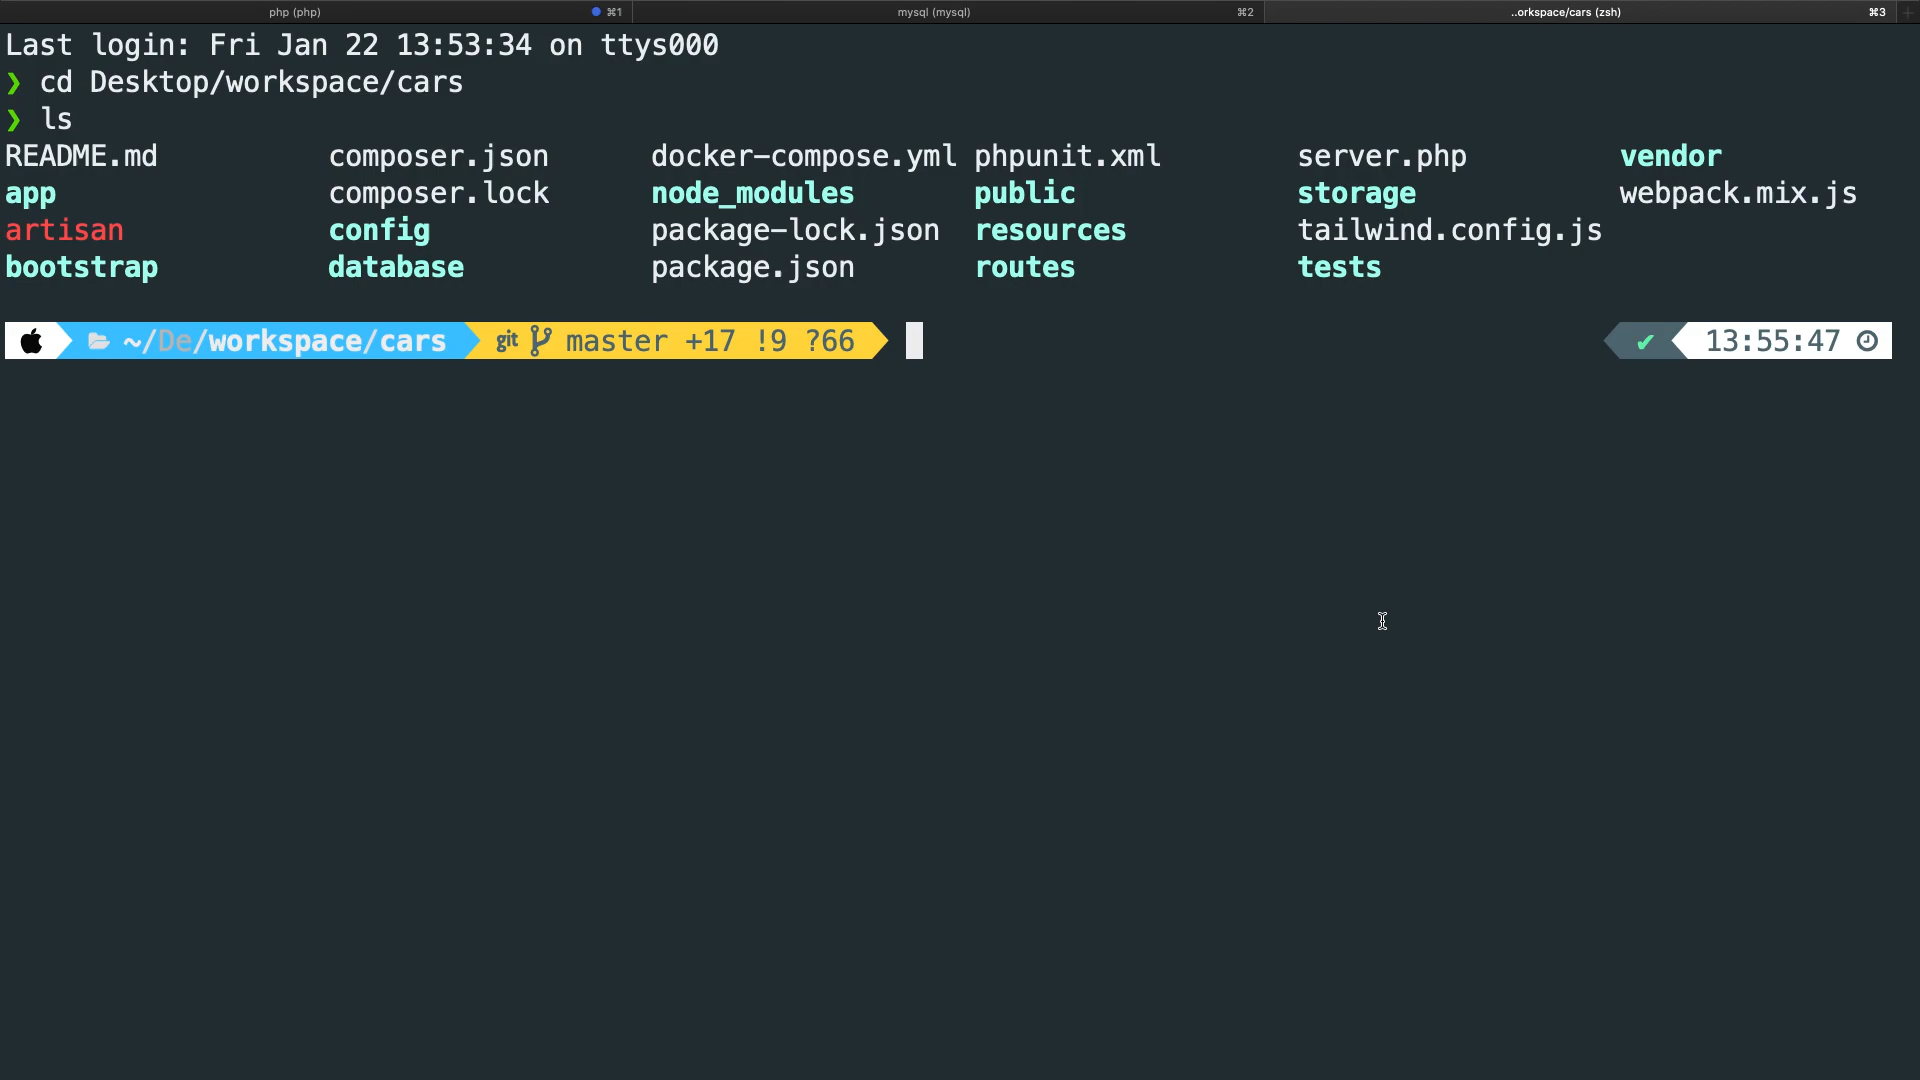 php (php) ⌘1 mysql (mysql) ⌘2 ..orkspace/cars (zsh) ⌘3 +
Last login: Fri Jan 22 13:53:34 on ttys000
❯ cd Desktop/workspace/cars
❯ ls
README.md composer.json docker-compose.yml phpunit.xml server.php vendor
app composer.lock node_modules public storage webpack.mix.js
artisan config package-lock.json resources tailwind.config.js
bootstrap database package.json routes tests
~/De/workspace/cars git master +17 !9 ?66 ✔ 13:55:47